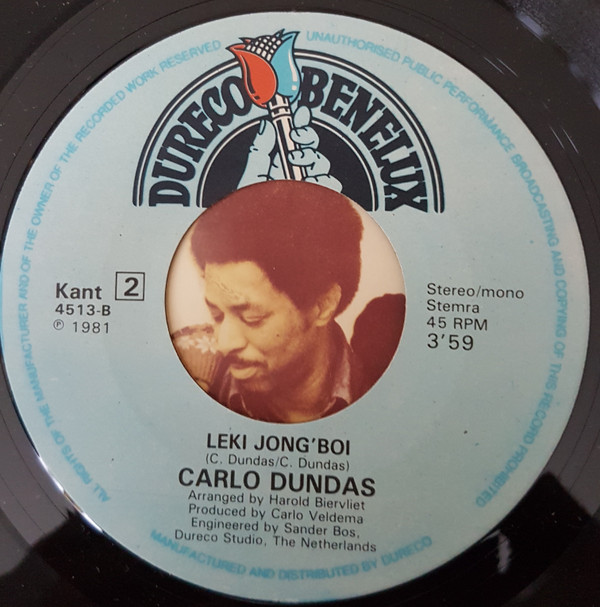 ALL RIGHTS OF THE MANUFACTURER AND OF THE OWNER OF THE RECORDED WORK RESERVED
UNAUTHORISED PUBLIC PERFORMANCE BROADCASTING AND COPYING OF THIS RECORD PROHIBITED
DURECO BENELUX
Kant 2
4513-B
℗ 1981
Stereo/mono
Stemra
45 RPM
3'59
LEKI JONG'BOI
(C. Dundas/C. Dundas)
CARLO DUNDAS
Arranged by Harold Biervliet
Produced by Carlo Veldema
Engineered by Sander Bos,
Dureco Studio, The Netherlands
MANUFACTURED AND DISTRIBUTED BY DURECO